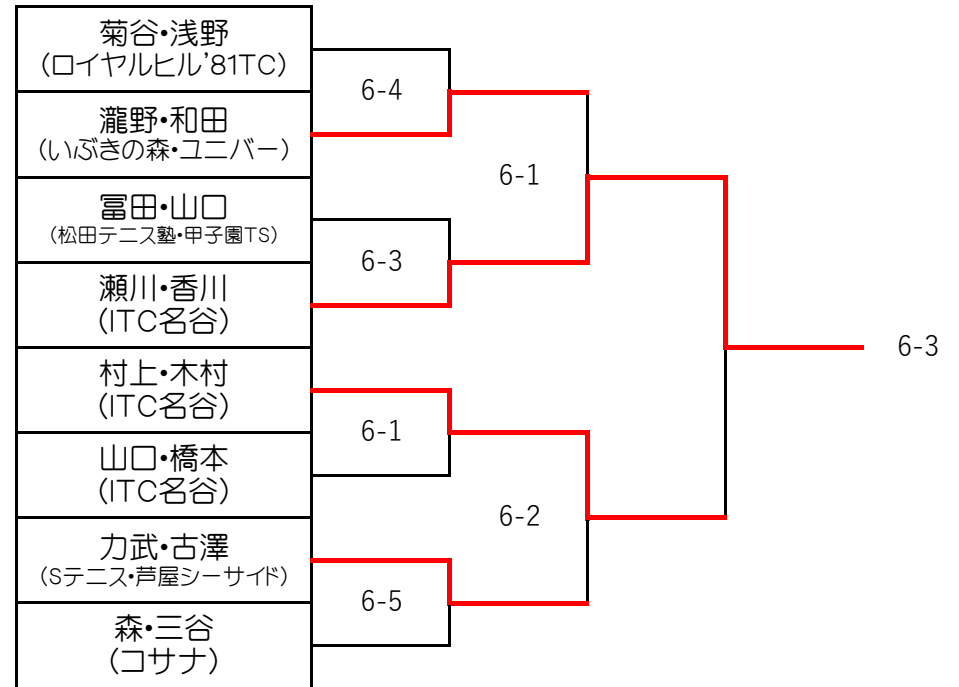 菊谷・浅野
(ロイヤルヒル'81TC)
瀧野・和田
(いぶきの森・ユニバー)
冨田・山口
(松田テニス塾・甲子園TS)
瀬川・香川
(ITC名谷)
村上・木村
(ITC名谷)
山口・橋本
(ITC名谷)
力武・古澤
(Sテニス・芦屋シーサイド)
森・三谷
(コサナ)
6-4
6-3
6-1
6-5
6-1
6-2
6-3